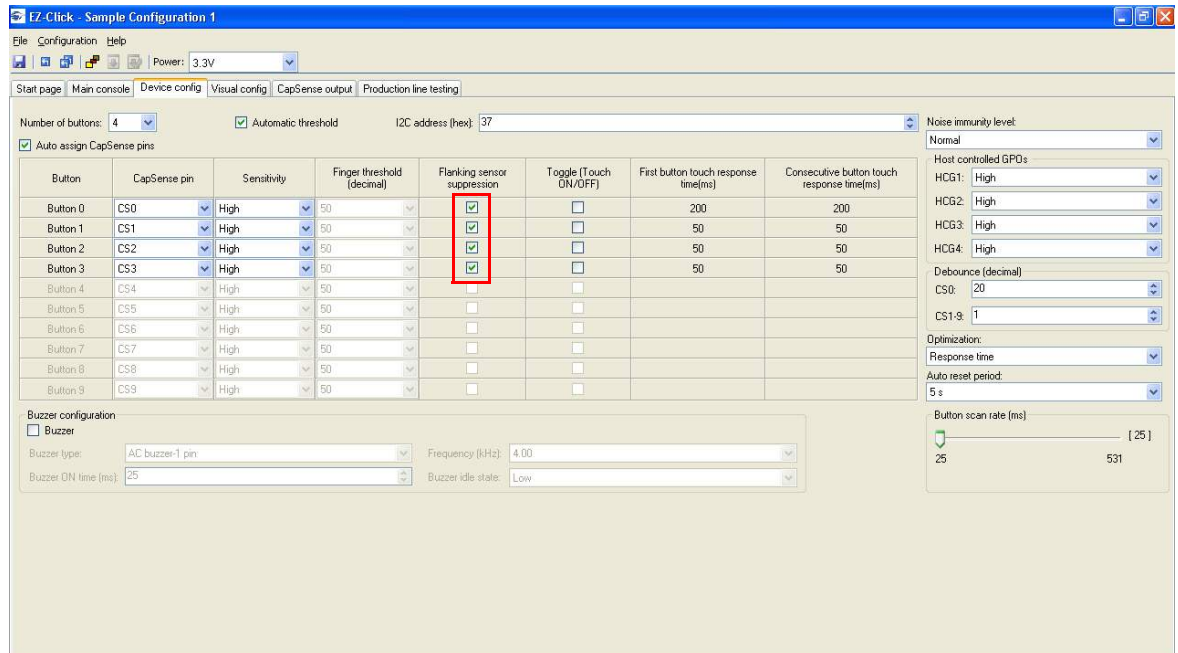 EZ-Click - Sample Configuration 1
File Configuration Help
Power: 3.3V
Start page Main console Device config Visual config CapSense output Production line testing
Number of buttons: 4 Automatic threshold I2C address (hex): 37
Auto assign CapSense pins
Button CapSense pin Sensitivity Finger threshold (decimal) Flanking sensor suppression Toggle (Touch ON/OFF) First button touch response time(ms) Consecutive button touch response time(ms)
Button 0 CS0 High 50 200 200
Button 1 CS1 High 50 50 50
Button 2 CS2 High 50 50 50
Button 3 CS3 High 50 50 50
Button 4 CS4 High 50
Button 5 CS5 High 50
Button 6 CS6 High 50
Button 7 CS7 High 50
Button 8 CS8 High 50
Button 9 CS9 High 50
Buzzer configuration
Buzzer
Buzzer type: AC buzzer-1 pin Frequency (kHz): 4.00
Buzzer ON time (ms): 25 Buzzer idle state: Low
Noise immunity level:
Normal
Host controlled GPOs
HCG1: High
HCG2: High
HCG3: High
HCG4: High
Debounce (decimal)
CS0: 20
CS1-9: 1
Optimization:
Response time
Auto reset period:
5 s
Button scan rate (ms)
[ 25 ]
25 531